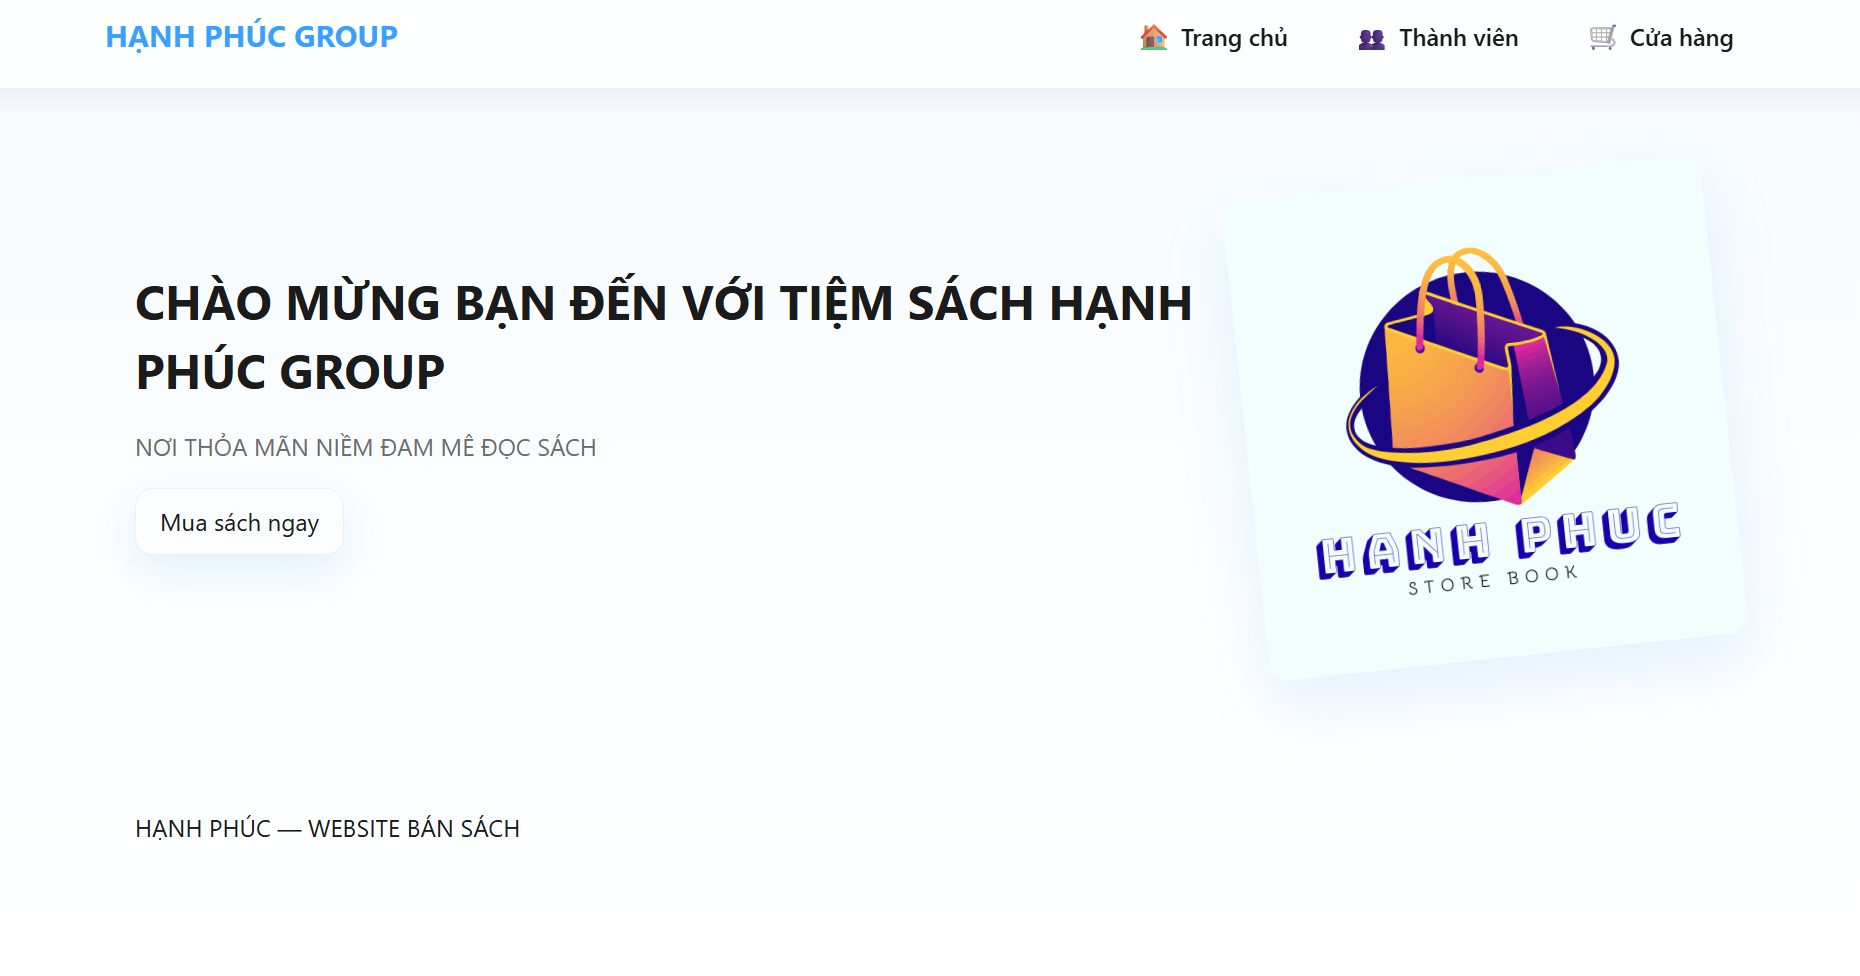 HẠNH PHÚC GROUP
Trang chủ
Thành viên
Cửa hàng
CHÀO MỪNG BẠN ĐẾN VỚI TIỆM SÁCH HẠNH
PHÚC GROUP
NƠI THỎA MÃN NIỀM ĐAM MÊ ĐỌC SÁCH
Mua sách ngay
HANH PHUC
STORE BOOK
HẠNH PHÚC — WEBSITE BÁN SÁCH